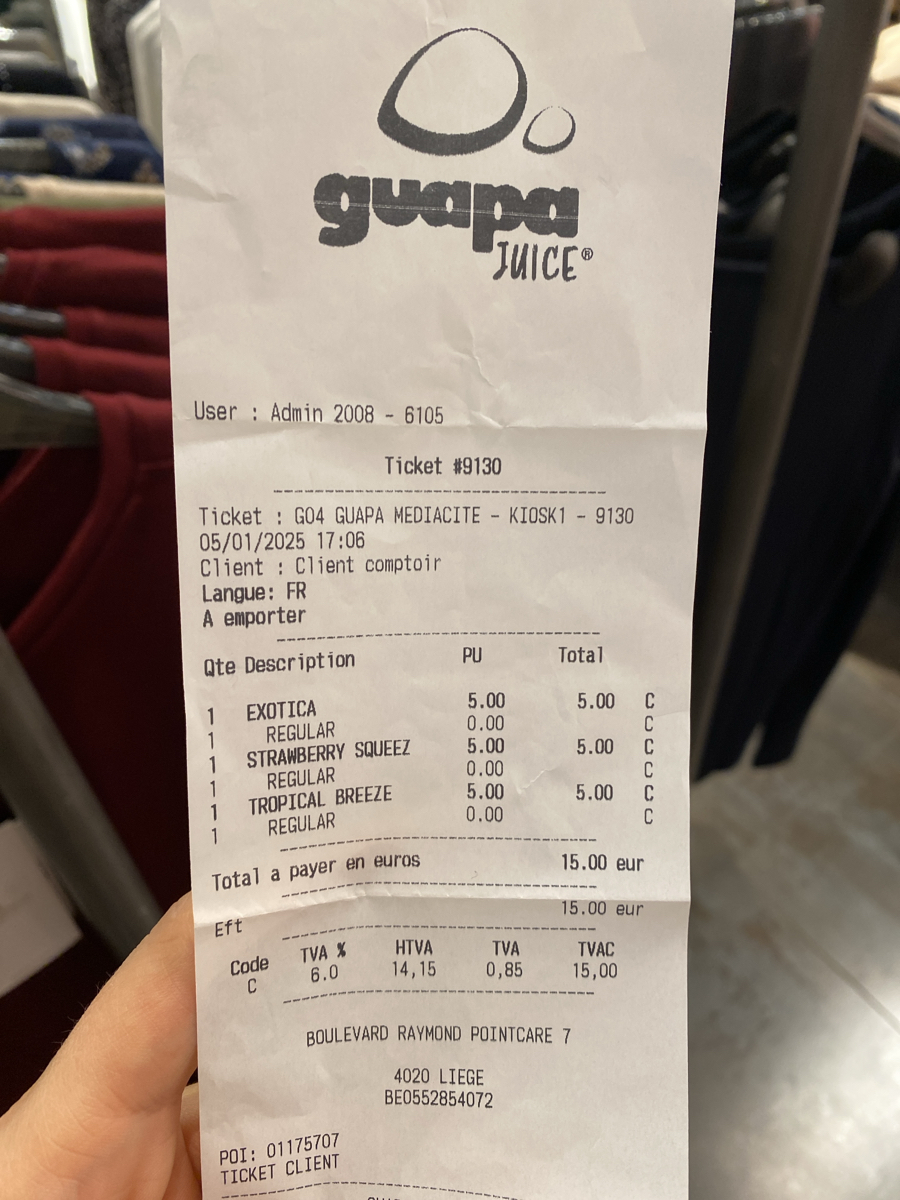 guapa
JUICE®
User : Admin 2008 - 6105
Ticket #9130
Ticket : GO4 GUAPA MEDIACITE - KIOSK1 - 9130
05/01/2025 17:06
Client : Client comptoir
Langue: FR
A emporter
Qte Description PU Total
1 EXOTICA 5.00 5.00 C
1 REGULAR 0.00 C
1 STRAWBERRY SQUEEZ 5.00 5.00 C
1 REGULAR 0.00 C
1 TROPICAL BREEZE 5.00 5.00 C
1 REGULAR 0.00 C
Total a payer en euros 15.00 eur
Eft 15.00 eur
Code TVA % HTVA TVA TVAC
C 6.0 14,15 0,85 15,00
BOULEVARD RAYMOND POINTCARE 7
4020 LIEGE
BE0552854072
POI: 01175707
TICKET CLIENT